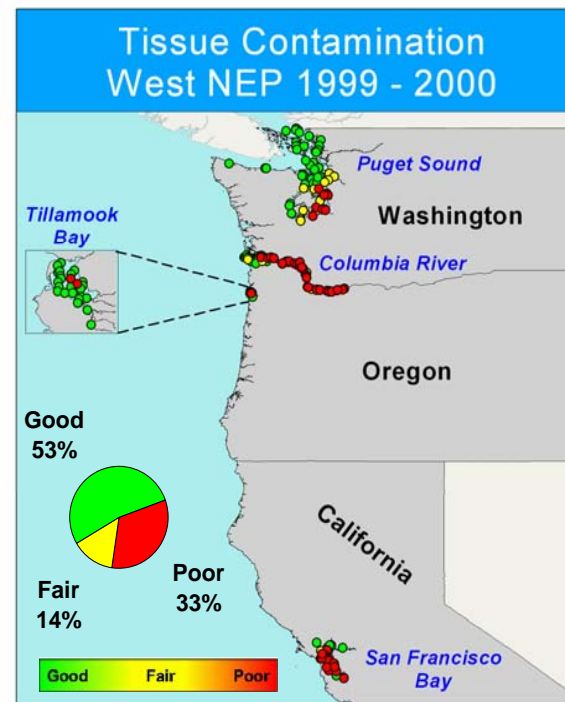 Tissue Contamination
West NEP 1999 - 2000
Puget Sound
Tillamook
Bay
Washington
Columbia River
Oregon
Good
53%
California
Fair
14%
Poor
33%
San Francisco
Bay
Good Fair Poor